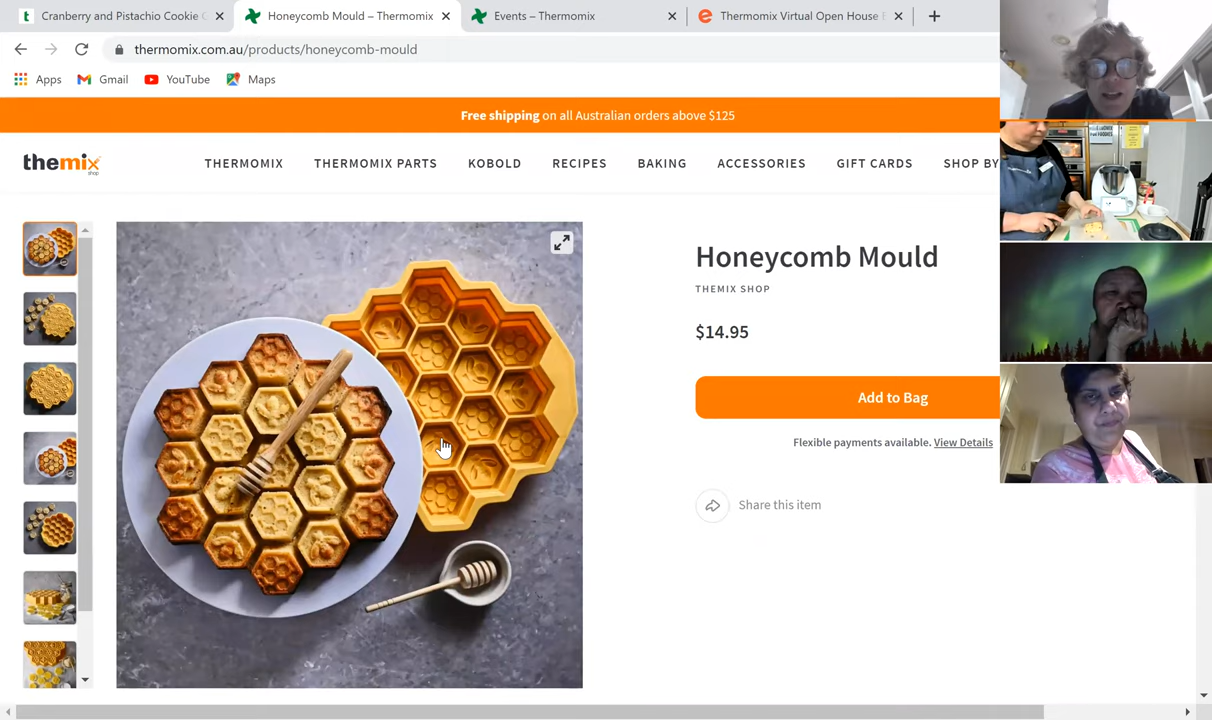 Cranberry and Pistachio Cookie
Honeycomb Mould – Thermomix
Events – Thermomix
Thermomix Virtual Open House
thermomix.com.au/products/honeycomb-mould
Apps
Gmail
YouTube
Maps
Free shipping on all Australian orders above $125
themix
shop
THERMOMIX
THERMOMIX PARTS
KOBOLD
RECIPES
BAKING
ACCESSORIES
GIFT CARDS
SHOP BY
Honeycomb Mould
THEMIX SHOP
$14.95
Add to Bag
Flexible payments available. View Details
Share this item